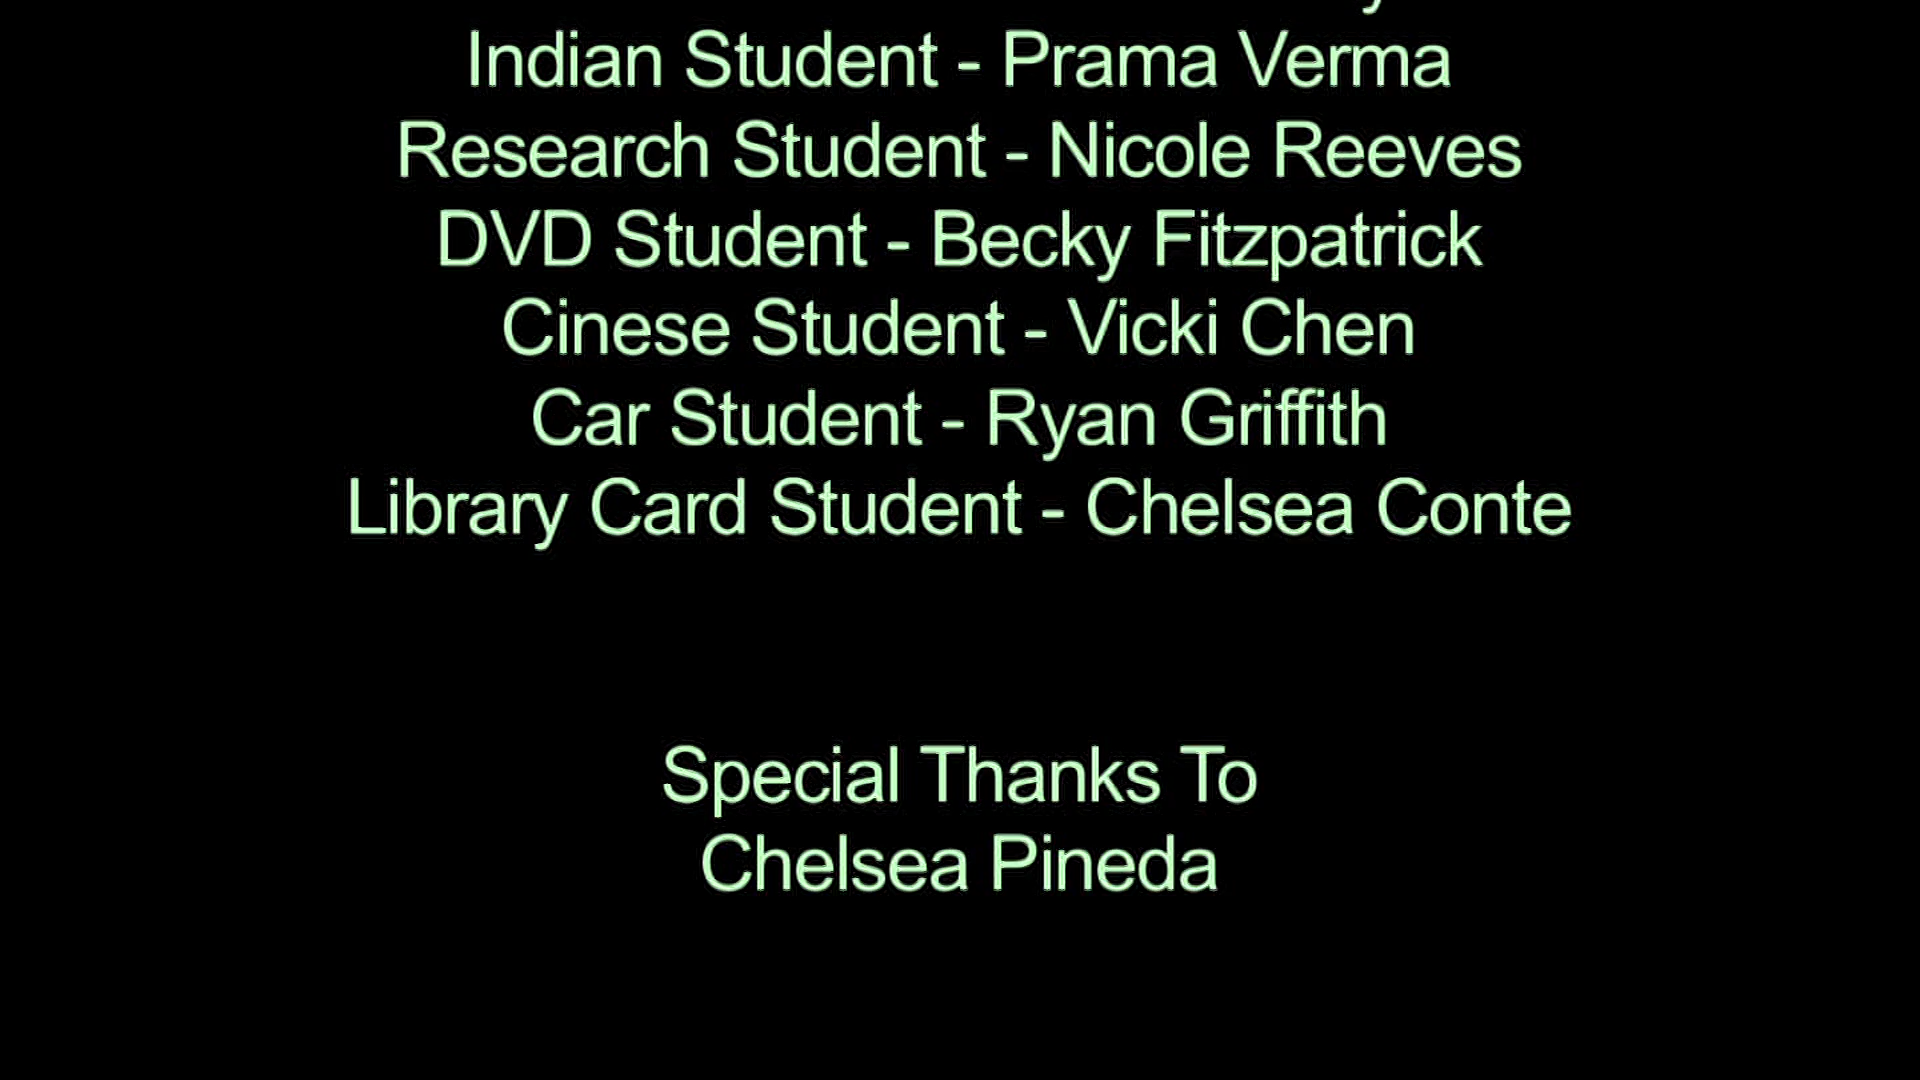 Indian Student - Prama Verma
Research Student - Nicole Reeves
DVD Student - Becky Fitzpatrick
Cinese Student - Vicki Chen
Car Student - Ryan Griffith
Library Card Student - Chelsea Conte
Special Thanks To
Chelsea Pineda